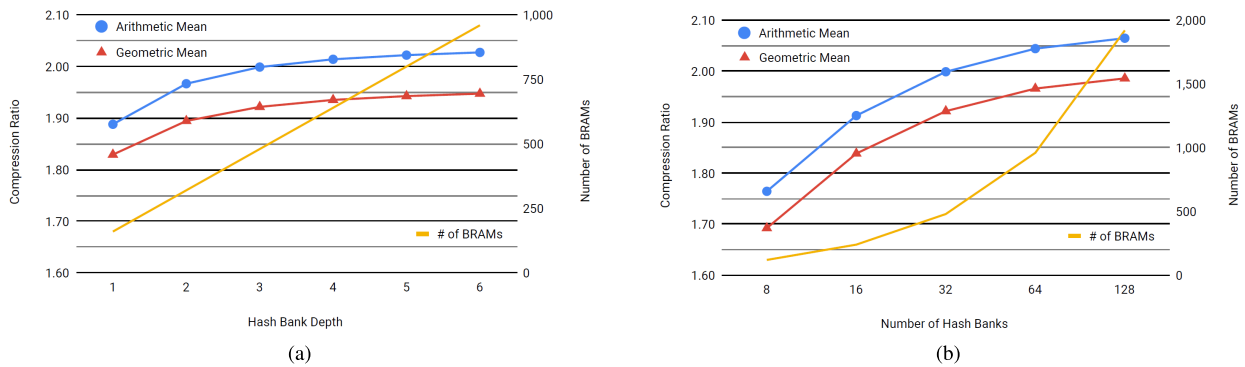 2.10
2.00
1.90
1.80
1.70
1.60
Compression Ratio
Arithmetic Mean
Geometric Mean
# of BRAMs
1,000
750
500
250
0
Number of BRAMs
1 2 3 4 5 6
Hash Bank Depth
(a)
2.10
2.00
1.90
1.80
1.70
1.60
Compression Ratio
Arithmetic Mean
Geometric Mean
# of BRAMs
2,000
1,500
1,000
500
0
Number of BRAMs
8 16 32 64 128
Number of Hash Banks
(b)